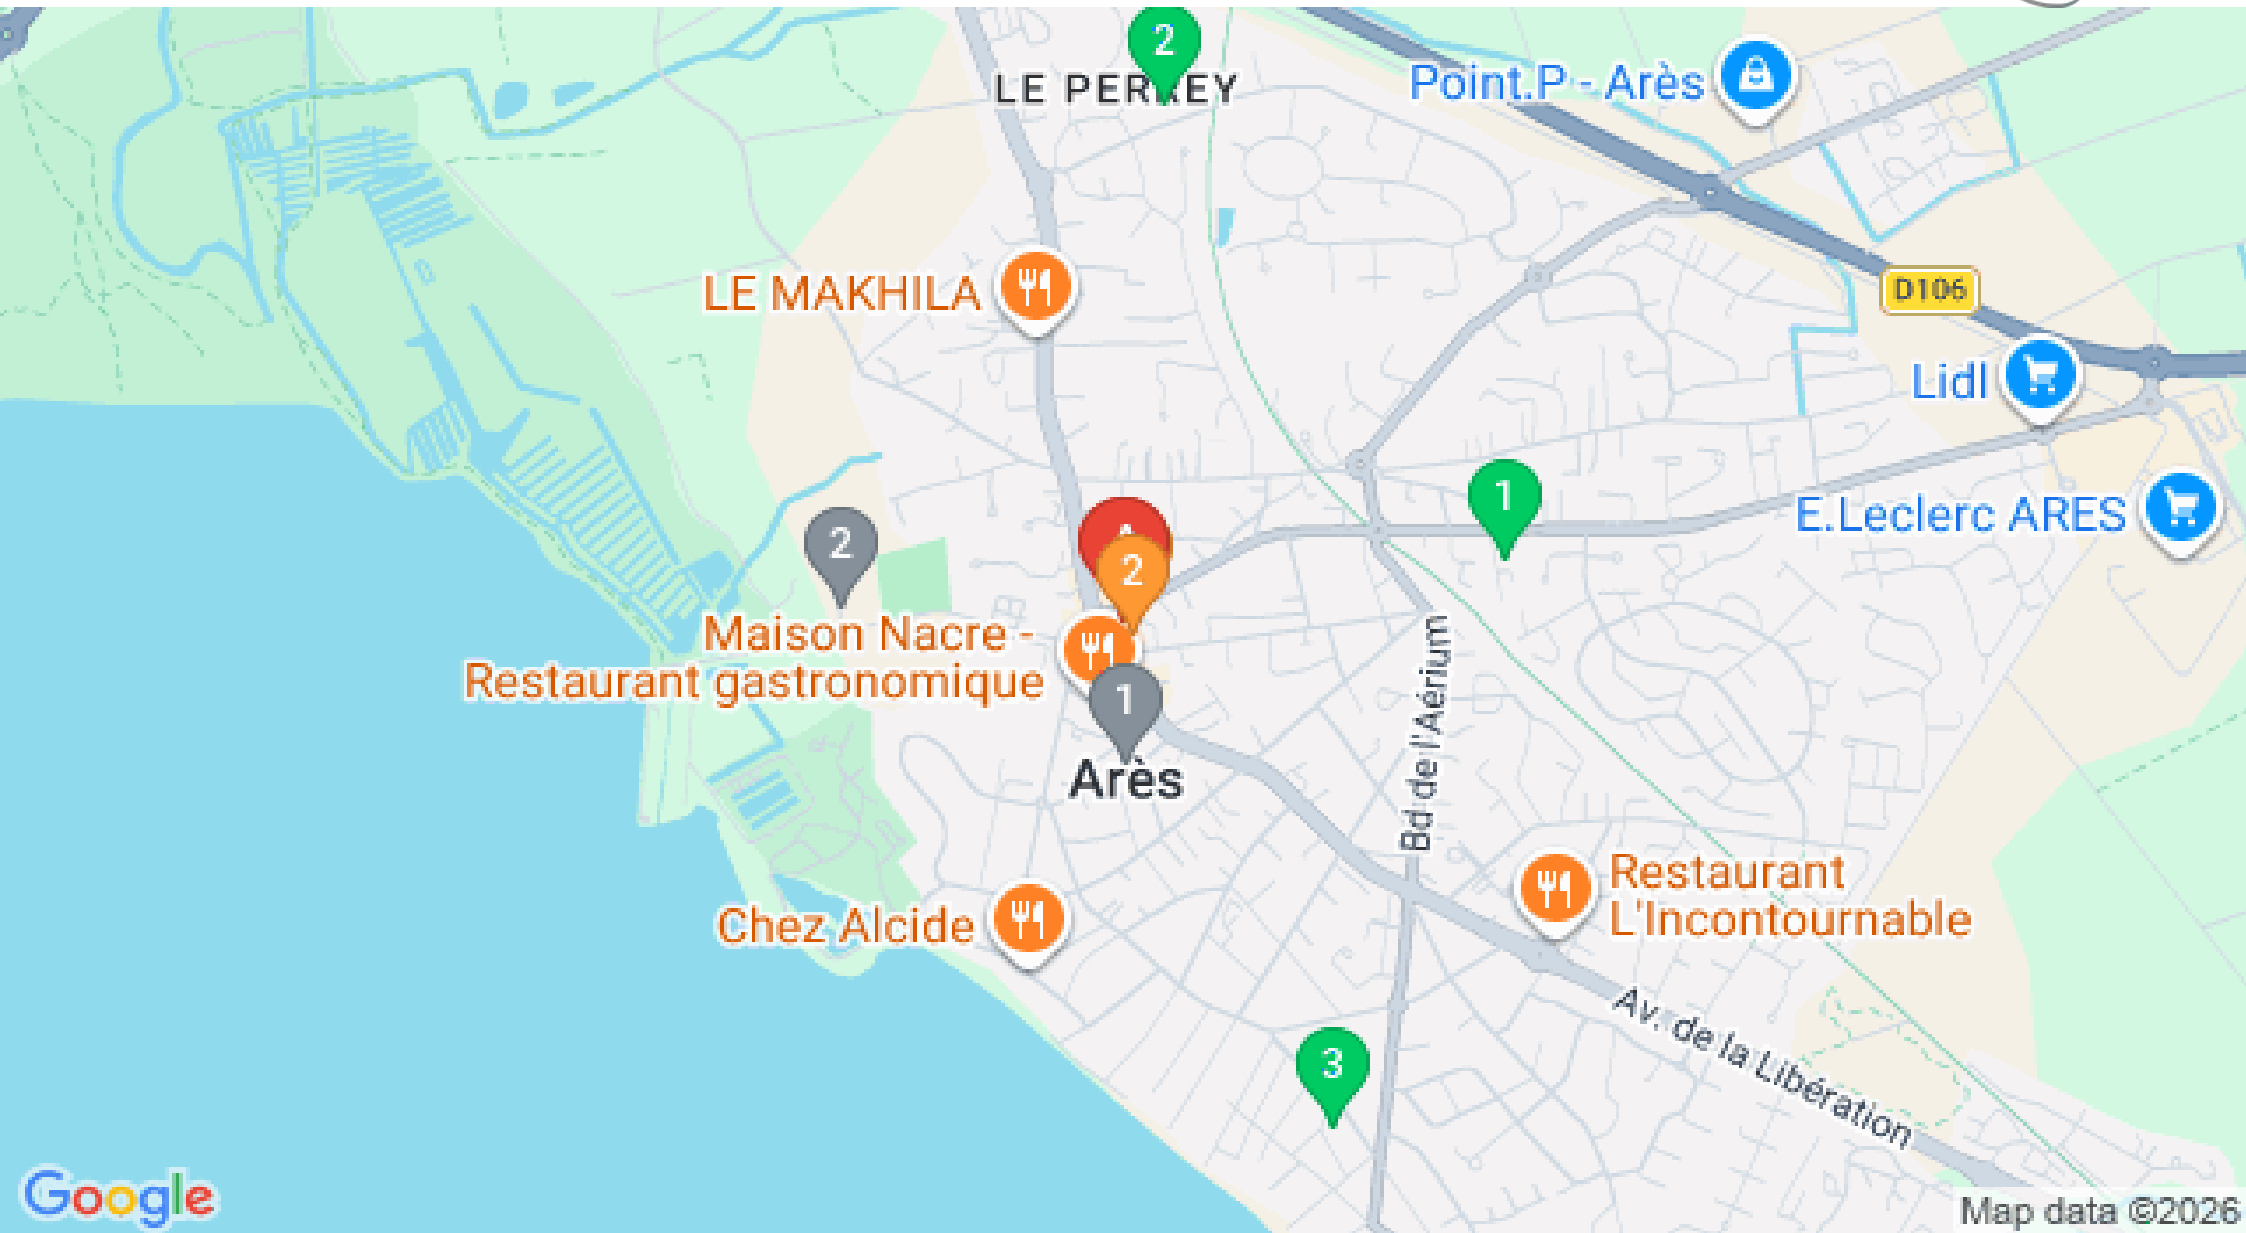 2
LE PERREY
Point.P - Arès
LE MAKHILA
D106
Lidl
1
E.Leclerc ARES
2
2
Maison Nacre -
Restaurant gastronomique
1
Arès
Bd de l'Aérium
Restaurant
L'Incontournable
Chez Alcide
Av. de la Libération
3
Google
Map data ©2026